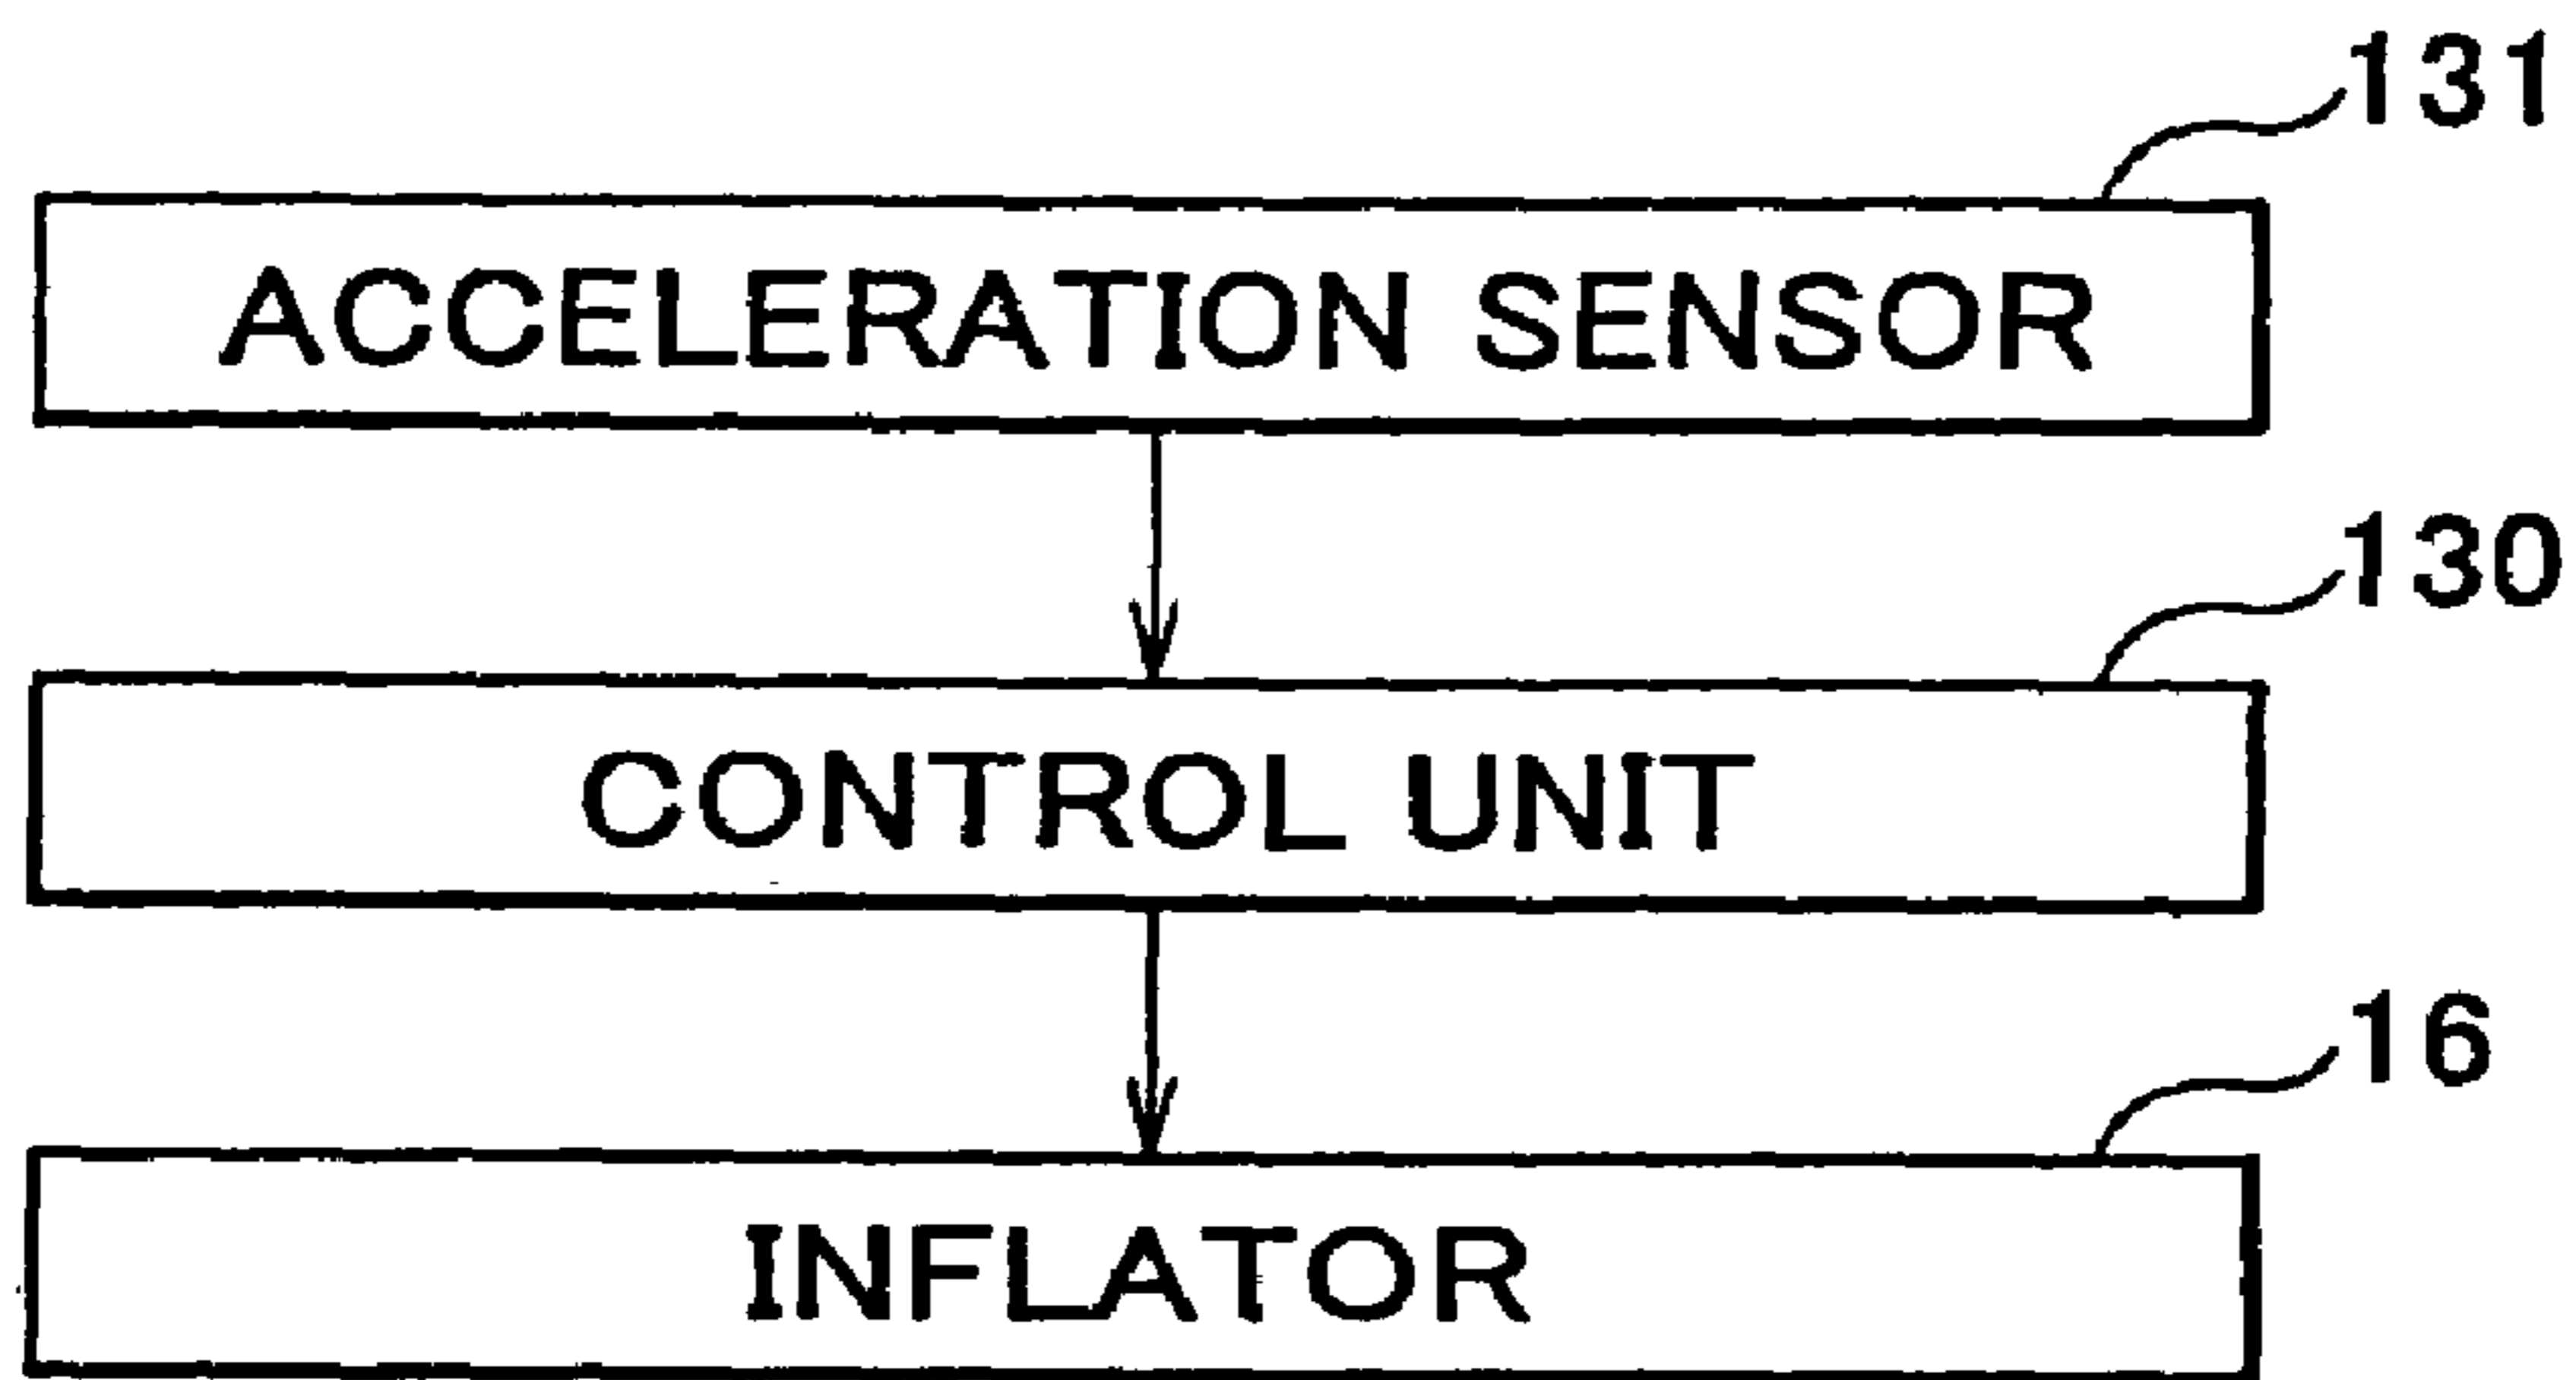 131
ACCELERATION SENSOR
130
CONTROL UNIT
16
INFLATOR